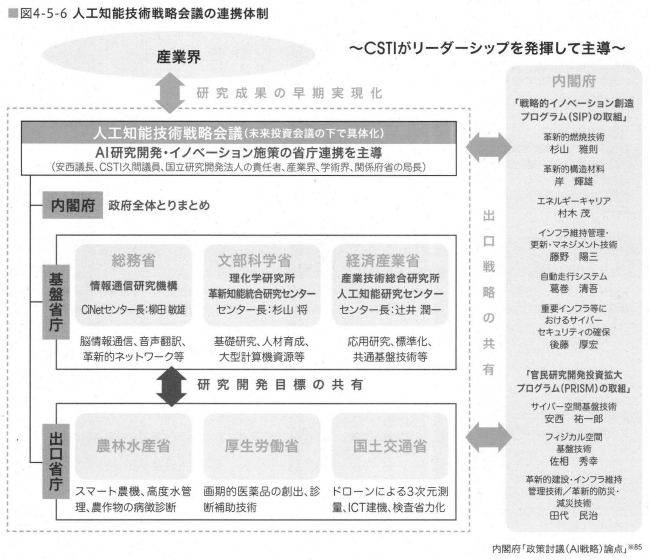 ■図4-5-6 人工知能技術戦略会議の連携体制
産業界
〜CSTIがリーダーシップを発揮して主導〜
研究成果の早期実現化
人工知能技術戦略会議(未来投資会議の下で具体化)
AI研究開発・イノベーション施策の省庁連携を主導
(安西議長、CSTI久間議員、国立研究開発法人の責任者、産業界、学術界、関係府省の局長)
内閣府 政府全体とりまとめ
基盤省庁
総務省
情報通信研究機構
CiNetセンター長:柳田 敏雄
脳情報通信、音声翻訳、
革新的ネットワーク等
文部科学省
理化学研究所
革新知能統合研究センター
センター長:杉山 将
基礎研究、人材育成、
大型計算機資源等
経済産業省
産業技術総合研究所
人工知能研究センター
センター長:辻井 潤一
応用研究、標準化、
共通基盤技術等
研究開発目標の共有
出口省庁
農林水産省
スマート農機、高度水管
理、農作物の病徴診断
厚生労働省
画期的医薬品の創出、診
断補助技術
国土交通省
ドローンによる3次元測
量、ICT建機、検査省力化
出口戦略の共有
内閣府
「戦略的イノベーション創造
プログラム(SIP)の取組」
革新的燃焼技術
杉山 雅則
革新的構造材料
岸 輝雄
エネルギーキャリア
村木 茂
インフラ維持管理・
更新・マネジメント技術
藤野 陽三
自動走行システム
葛巻 清吾
重要インフラ等に
おけるサイバー
セキュリティの確保
後藤 厚宏
「官民研究開発投資拡大
プログラム(PRISM)の取組」
サイバー空間基盤技術
安西 祐一郎
フィジカル空間
基盤技術
佐相 秀幸
革新的建設・インフラ維持
管理技術/革新的防災・
減災技術
田代 民治
内閣府「政策討議(AI戦略)論点」※85